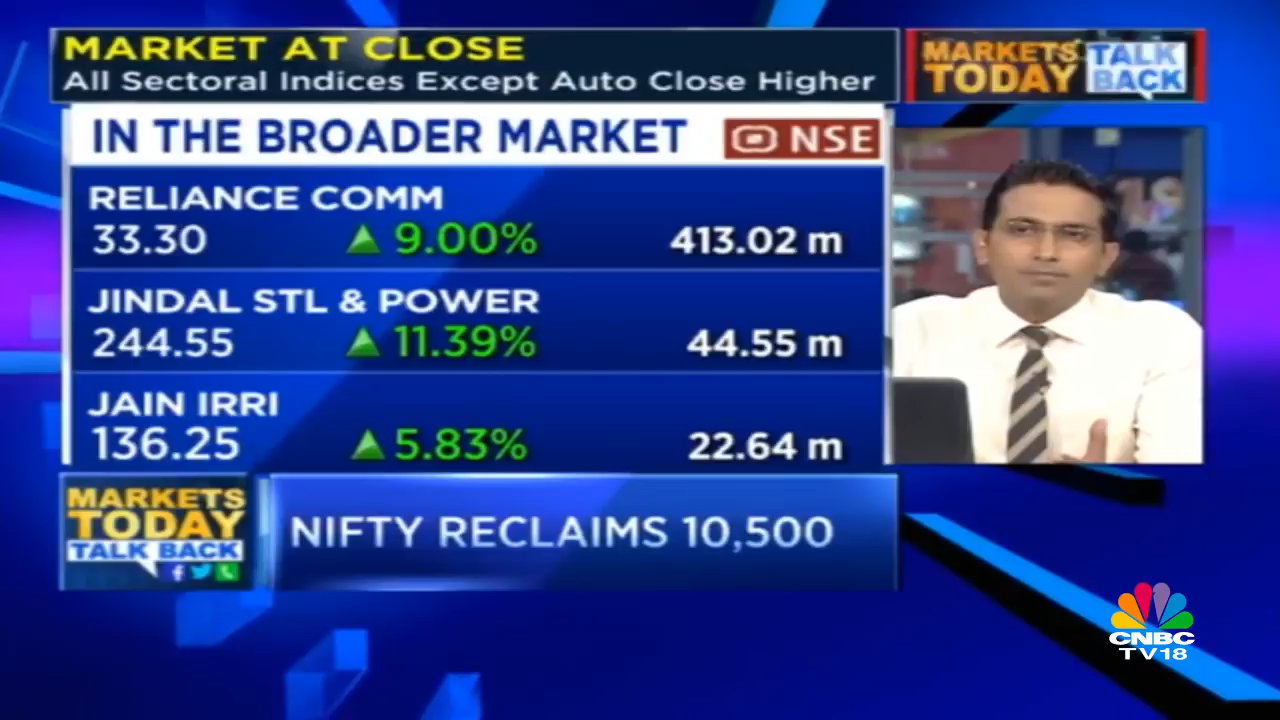 MARKET AT CLOSE
All Sectoral Indices Except Auto Close Higher
MARKETS TODAY
TALK BACK
IN THE BROADER MARKET
NSE
RELIANCE COMM
33.30 ▲ 9.00% 413.02 m
JINDAL STL & POWER
244.55 ▲ 11.39% 44.55 m
JAIN IRRI
136.25 ▲ 5.83% 22.64 m
MARKETS
TODAY
TALK BACK
NIFTY RECLAIMS 10,500
CNBC
TV18